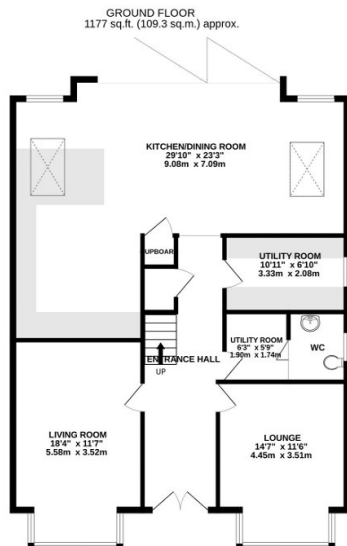 GROUND FLOOR
1177 sq.ft. (109.3 sq.m.) approx.
KITCHEN/DINING ROOM
29'10" x 23'3"
9.08m x 7.09m
UPBOAR
UTILITY ROOM
10'11" x 6'10"
3.33m x 2.08m
UTILITY ROOM
6'3" x 5'9"
1.90m x 1.74m
WC
ENTRANCE HALL
UP
LIVING ROOM
18'4" x 11'7"
5.58m x 3.52m
LOUNGE
14'7" x 11'6"
4.45m x 3.51m